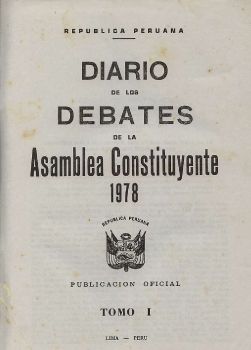 REPUBLICA PERUANA
DIARIO
DE LOS
DEBATES
DE LA
Asamblea Constituyente
1978
REPUBLICA PERUANA
PUBLICACION OFICIAL
TOMO I
LIMA — PERU